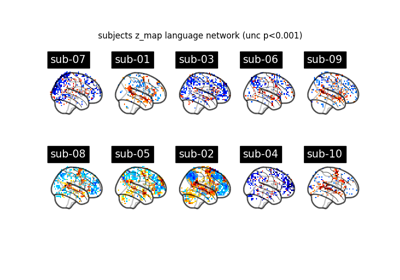 subjects z_map language network (unc p<0.001)
sub-07 sub-01 sub-03 sub-06 sub-09
sub-08 sub-05 sub-02 sub-04 sub-10